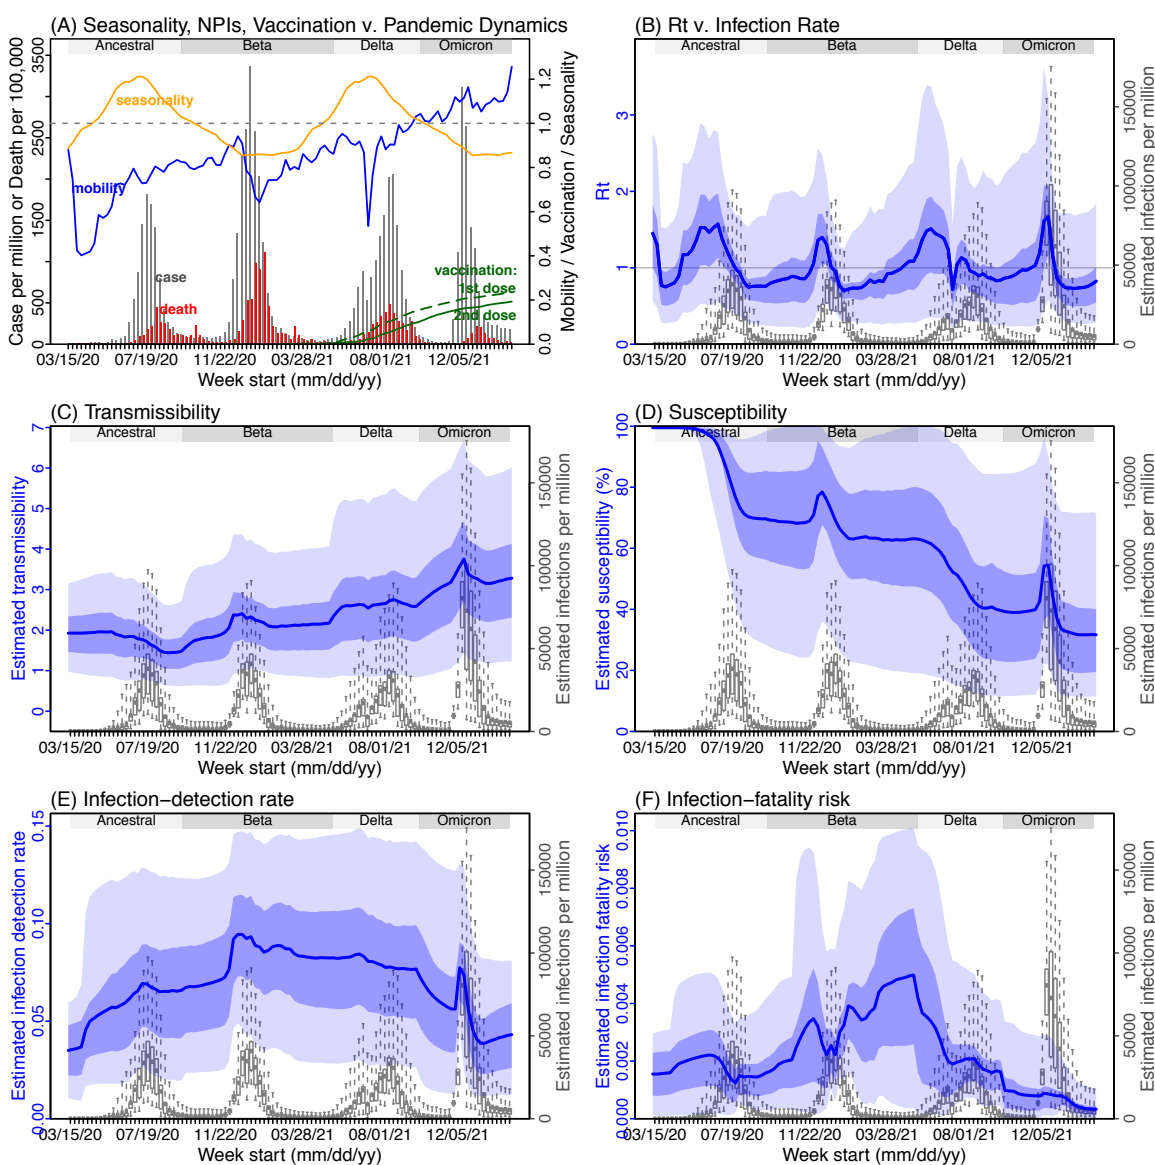 (A) Seasonality, NPIs, Vaccination v. Pandemic Dynamics
Ancestral Beta Delta Omicron
Case per million or Death per 100,000
0 500 1500 2500 3500
seasonality
mobility
case
death
vaccination:
1st dose
2nd dose
0.0 0.2 0.4 0.6 0.8 1.0 1.2
Mobility / Vaccination / Seasonality
03/15/20 07/19/20 11/22/20 03/28/21 08/01/21 12/05/21
Week start (mm/dd/yy)
(B) Rt v. Infection Rate
Ancestral Beta Delta Omicron
Rt
0 1 2 3
0 50000 100000 150000
Estimated infections per million
03/15/20 07/19/20 11/22/20 03/28/21 08/01/21 12/05/21
Week start (mm/dd/yy)
(C) Transmissibility
Ancestral Beta Delta Omicron
Estimated transmissibility
0 1 2 3 4 5 6 7
0 50000 100000 150000
Estimated infections per million
03/15/20 07/19/20 11/22/20 03/28/21 08/01/21 12/05/21
Week start (mm/dd/yy)
(D) Susceptibility
Ancestral Beta Delta Omicron
Estimated susceptibility (%)
0 20 40 60 80 100
0 50000 100000 150000
Estimated infections per million
03/15/20 07/19/20 11/22/20 03/28/21 08/01/21 12/05/21
Week start (mm/dd/yy)
(E) Infection−detection rate
Ancestral Beta Delta Omicron
Estimated infection detection rate
0.00 0.05 0.10 0.15
0 50000 100000 150000
Estimated infections per million
03/15/20 07/19/20 11/22/20 03/28/21 08/01/21 12/05/21
Week start (mm/dd/yy)
(F) Infection−fatality risk
Ancestral Beta Delta Omicron
Estimated infection fatality risk
0.000 0.002 0.004 0.006 0.008 0.010
0 50000 100000 150000
Estimated infections per million
03/15/20 07/19/20 11/22/20 03/28/21 08/01/21 12/05/21
Week start (mm/dd/yy)